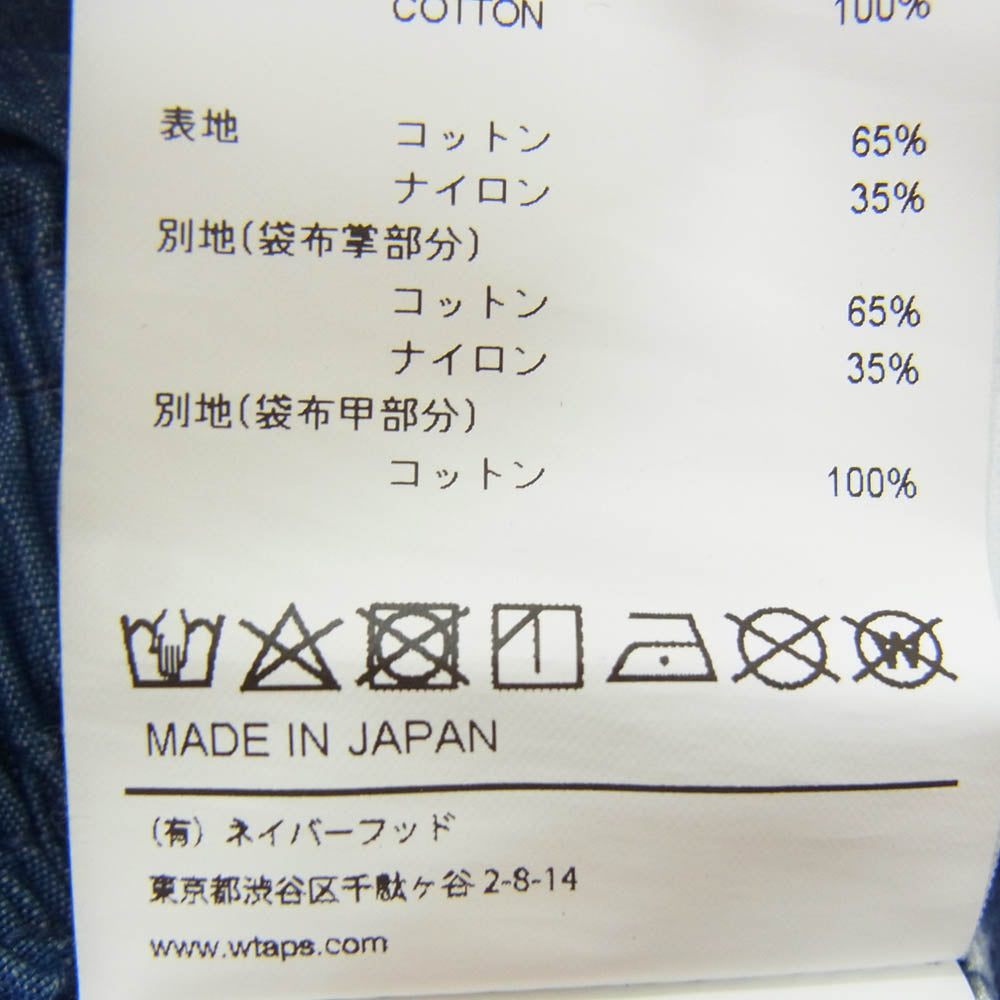 COTTON 100%
表地 コットン 65%
ナイロン 35%
別地(袋布掌部分)
コットン 65%
ナイロン 35%
別地(袋布甲部分)
コットン 100%
MADE IN JAPAN
(有) ネイバーフッド
東京都渋谷区千駄ヶ谷 2-8-14
www.wtaps.com